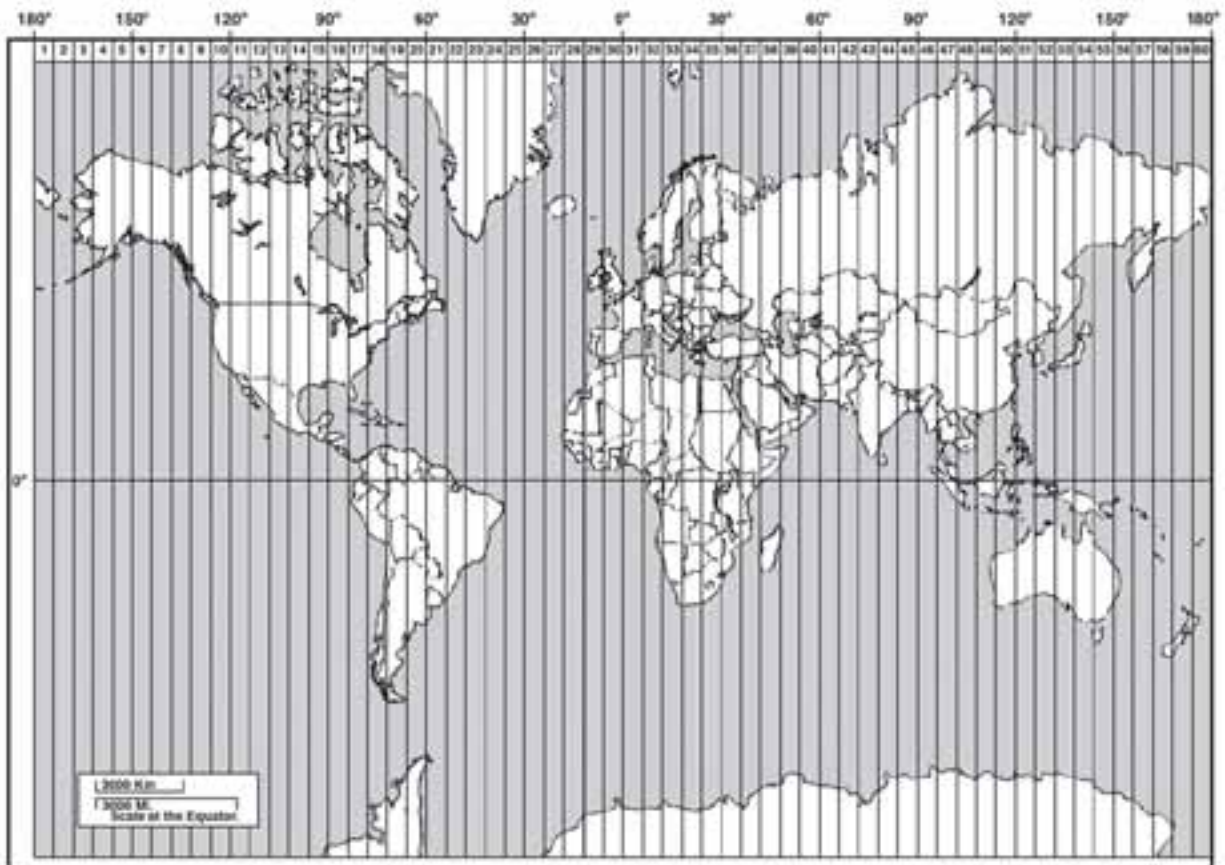 180° 150° 120° 90° 60° 30° 0° 30° 60° 90° 120° 150° 180°
1 2 3 4 5 6 7 8 9 10 11 12 13 14 15 16 17 18 19 20 21 22 23 24 25 26 27 28 29 30 31 32 33 34 35 36 37 38 39 40 41 42 43 44 45 46 47 48 49 50 51 52 53 54 55 56 57 58 59 60
0°
3000 Km
3000 Mi.
Scale at the Equator.